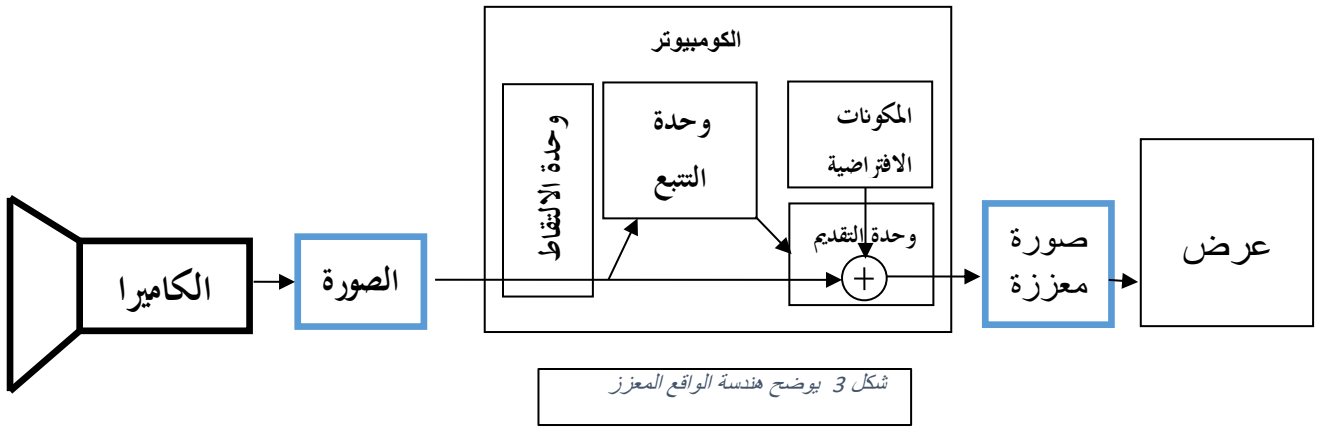 الكومبيوتر
الكاميرا
الصورة
وحدة الالتقاط
وحدة
التتبع
المكونات
الافتراضية
وحدة التقديم
+
صورة
معززة
عرض
شكل 3 يوضح هندسة الواقع المعزز